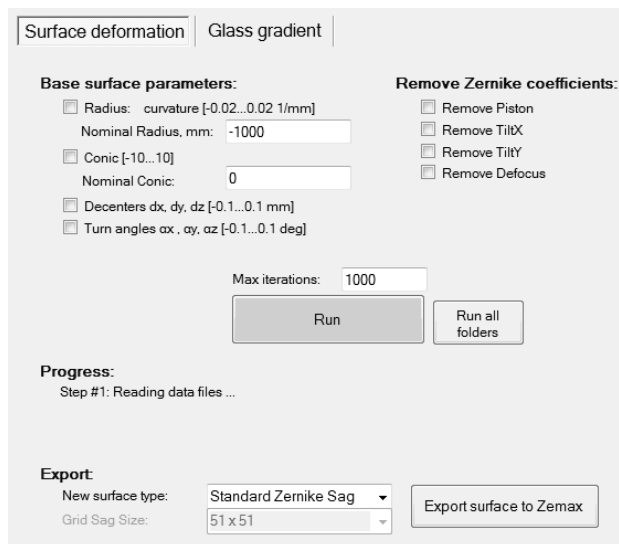 Surface deformation Glass gradient
Base surface parameters:
Radius: curvature [-0.02...0.02 1/mm]
Nominal Radius, mm: -1000
Conic [-10...10]
Nominal Conic: 0
Decenters dx, dy, dz [-0.1...0.1 mm]
Turn angles αx , αy, αz [-0.1...0.1 deg]
Remove Zernike coefficients:
Remove Piston
Remove TiltX
Remove TiltY
Remove Defocus
Max iterations: 1000
Run
Run all
folders
Progress:
Step #1: Reading data files ...
Export:
New surface type: Standard Zernike Sag
Grid Sag Size: 51 x 51
Export surface to Zemax